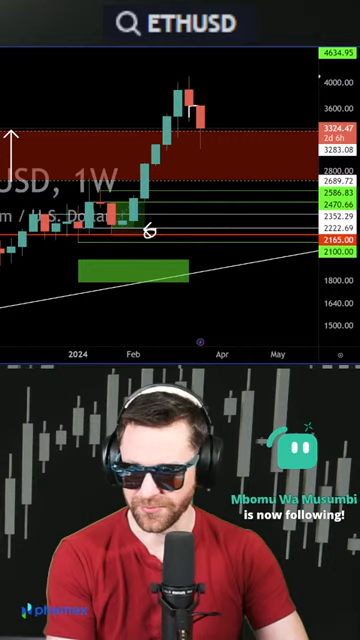 ETHUSD
4634.95
4000.00
3600.00
3324.47
2d 6h
3283.08
2800.00
2689.72
2586.83
2470.66
2352.29
2222.69
2165.00
2100.00
1800.00
1640.00
1500.00
USD, 1W
m / U.S. Dollar
2024
Feb
Apr
May
Mbomu Wa Musumbi
is now following!
phemex